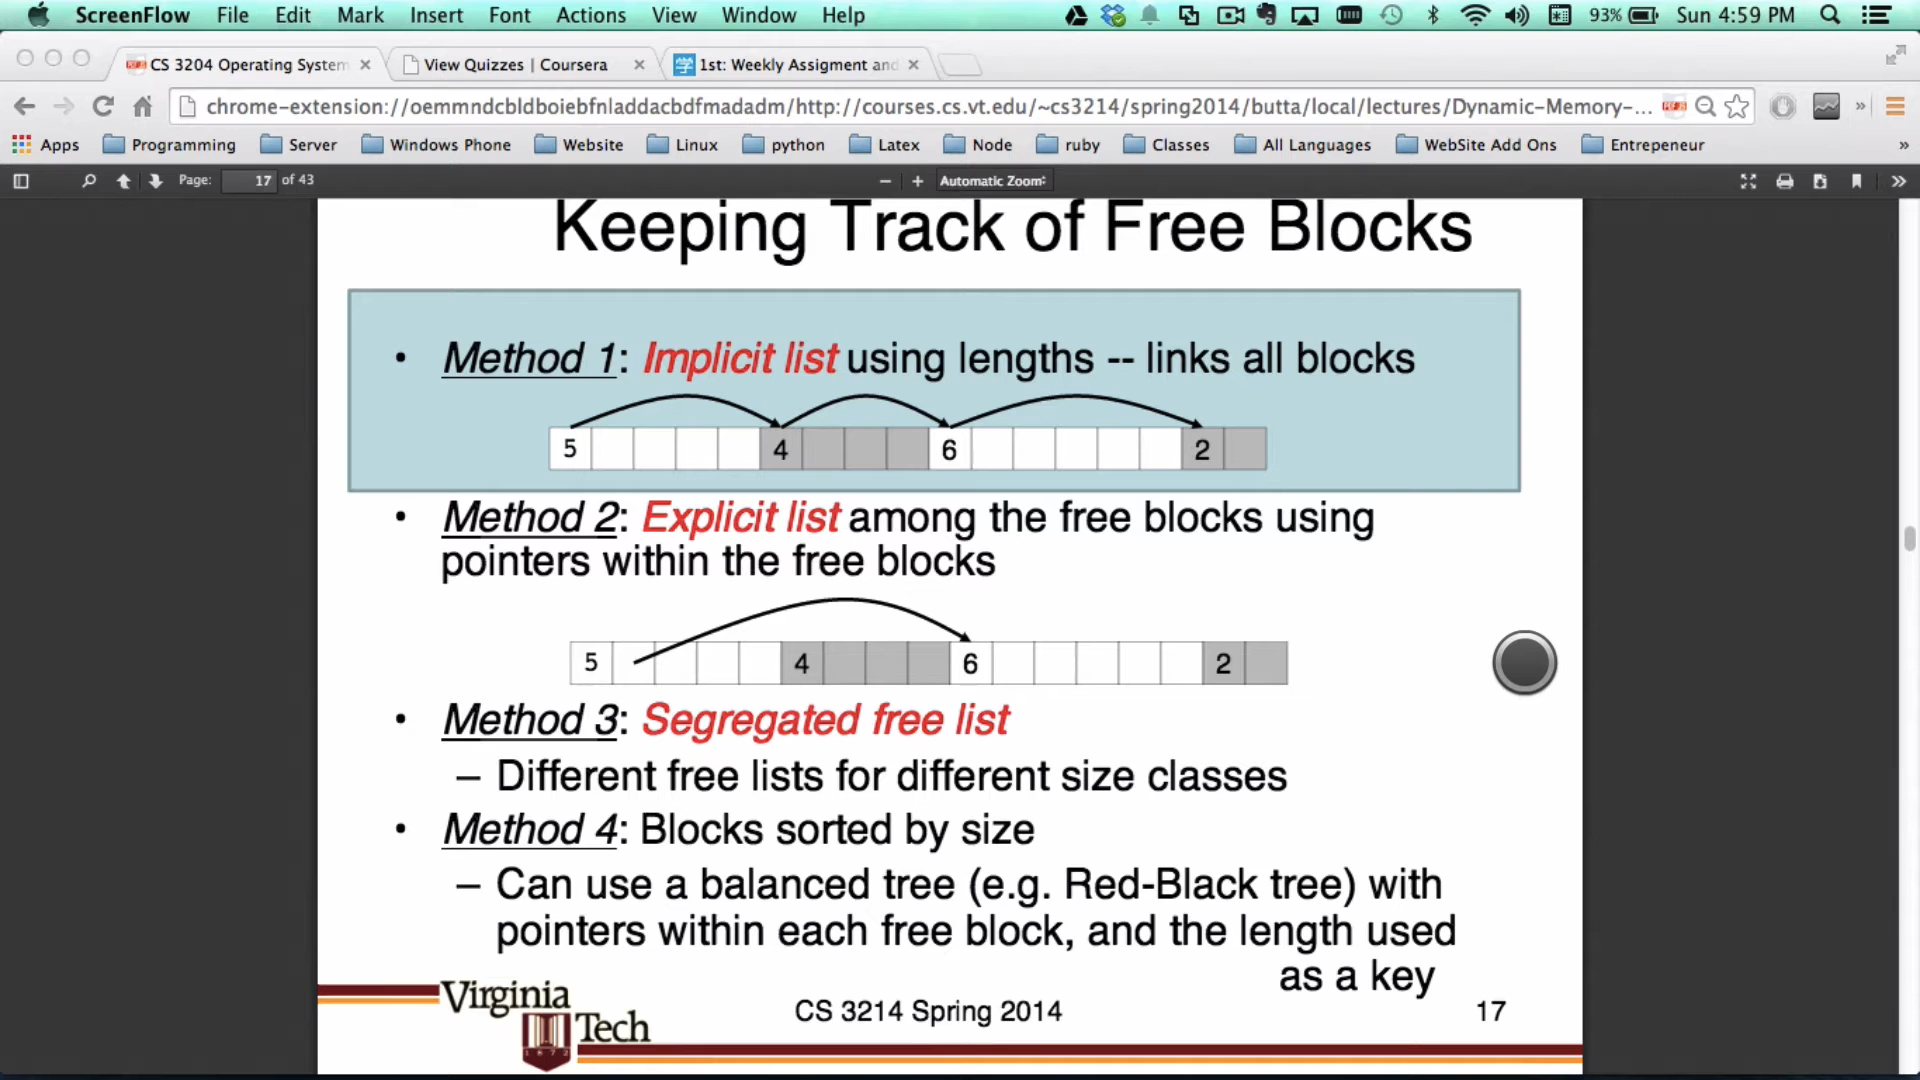 ScreenFlow File Edit Mark Insert Font Actions View Window Help 93% Sun 4:59 PM
CS 3204 Operating System View Quizzes | Coursera 学 1st: Weekly Assigment and
chrome-extension://oemmndcbldboiebfnladdacbdfmadadm/http://courses.cs.vt.edu/~cs3214/spring2014/butta/local/lectures/Dynamic-Memory-...
Apps Programming Server Windows Phone Website Linux python Latex Node ruby Classes All Languages WebSite Add Ons Entrepeneur »
Page: 17 of 43 Automatic Zoom
Keeping Track of Free Blocks
• Method 1: Implicit list using lengths -- links all blocks
5 4 6 2
• Method 2: Explicit list among the free blocks using
pointers within the free blocks
5 4 6 2
• Method 3: Segregated free list
– Different free lists for different size classes
• Method 4: Blocks sorted by size
– Can use a balanced tree (e.g. Red-Black tree) with
pointers within each free block, and the length used
as a key
Virginia
Tech
1872
CS 3214 Spring 2014
17